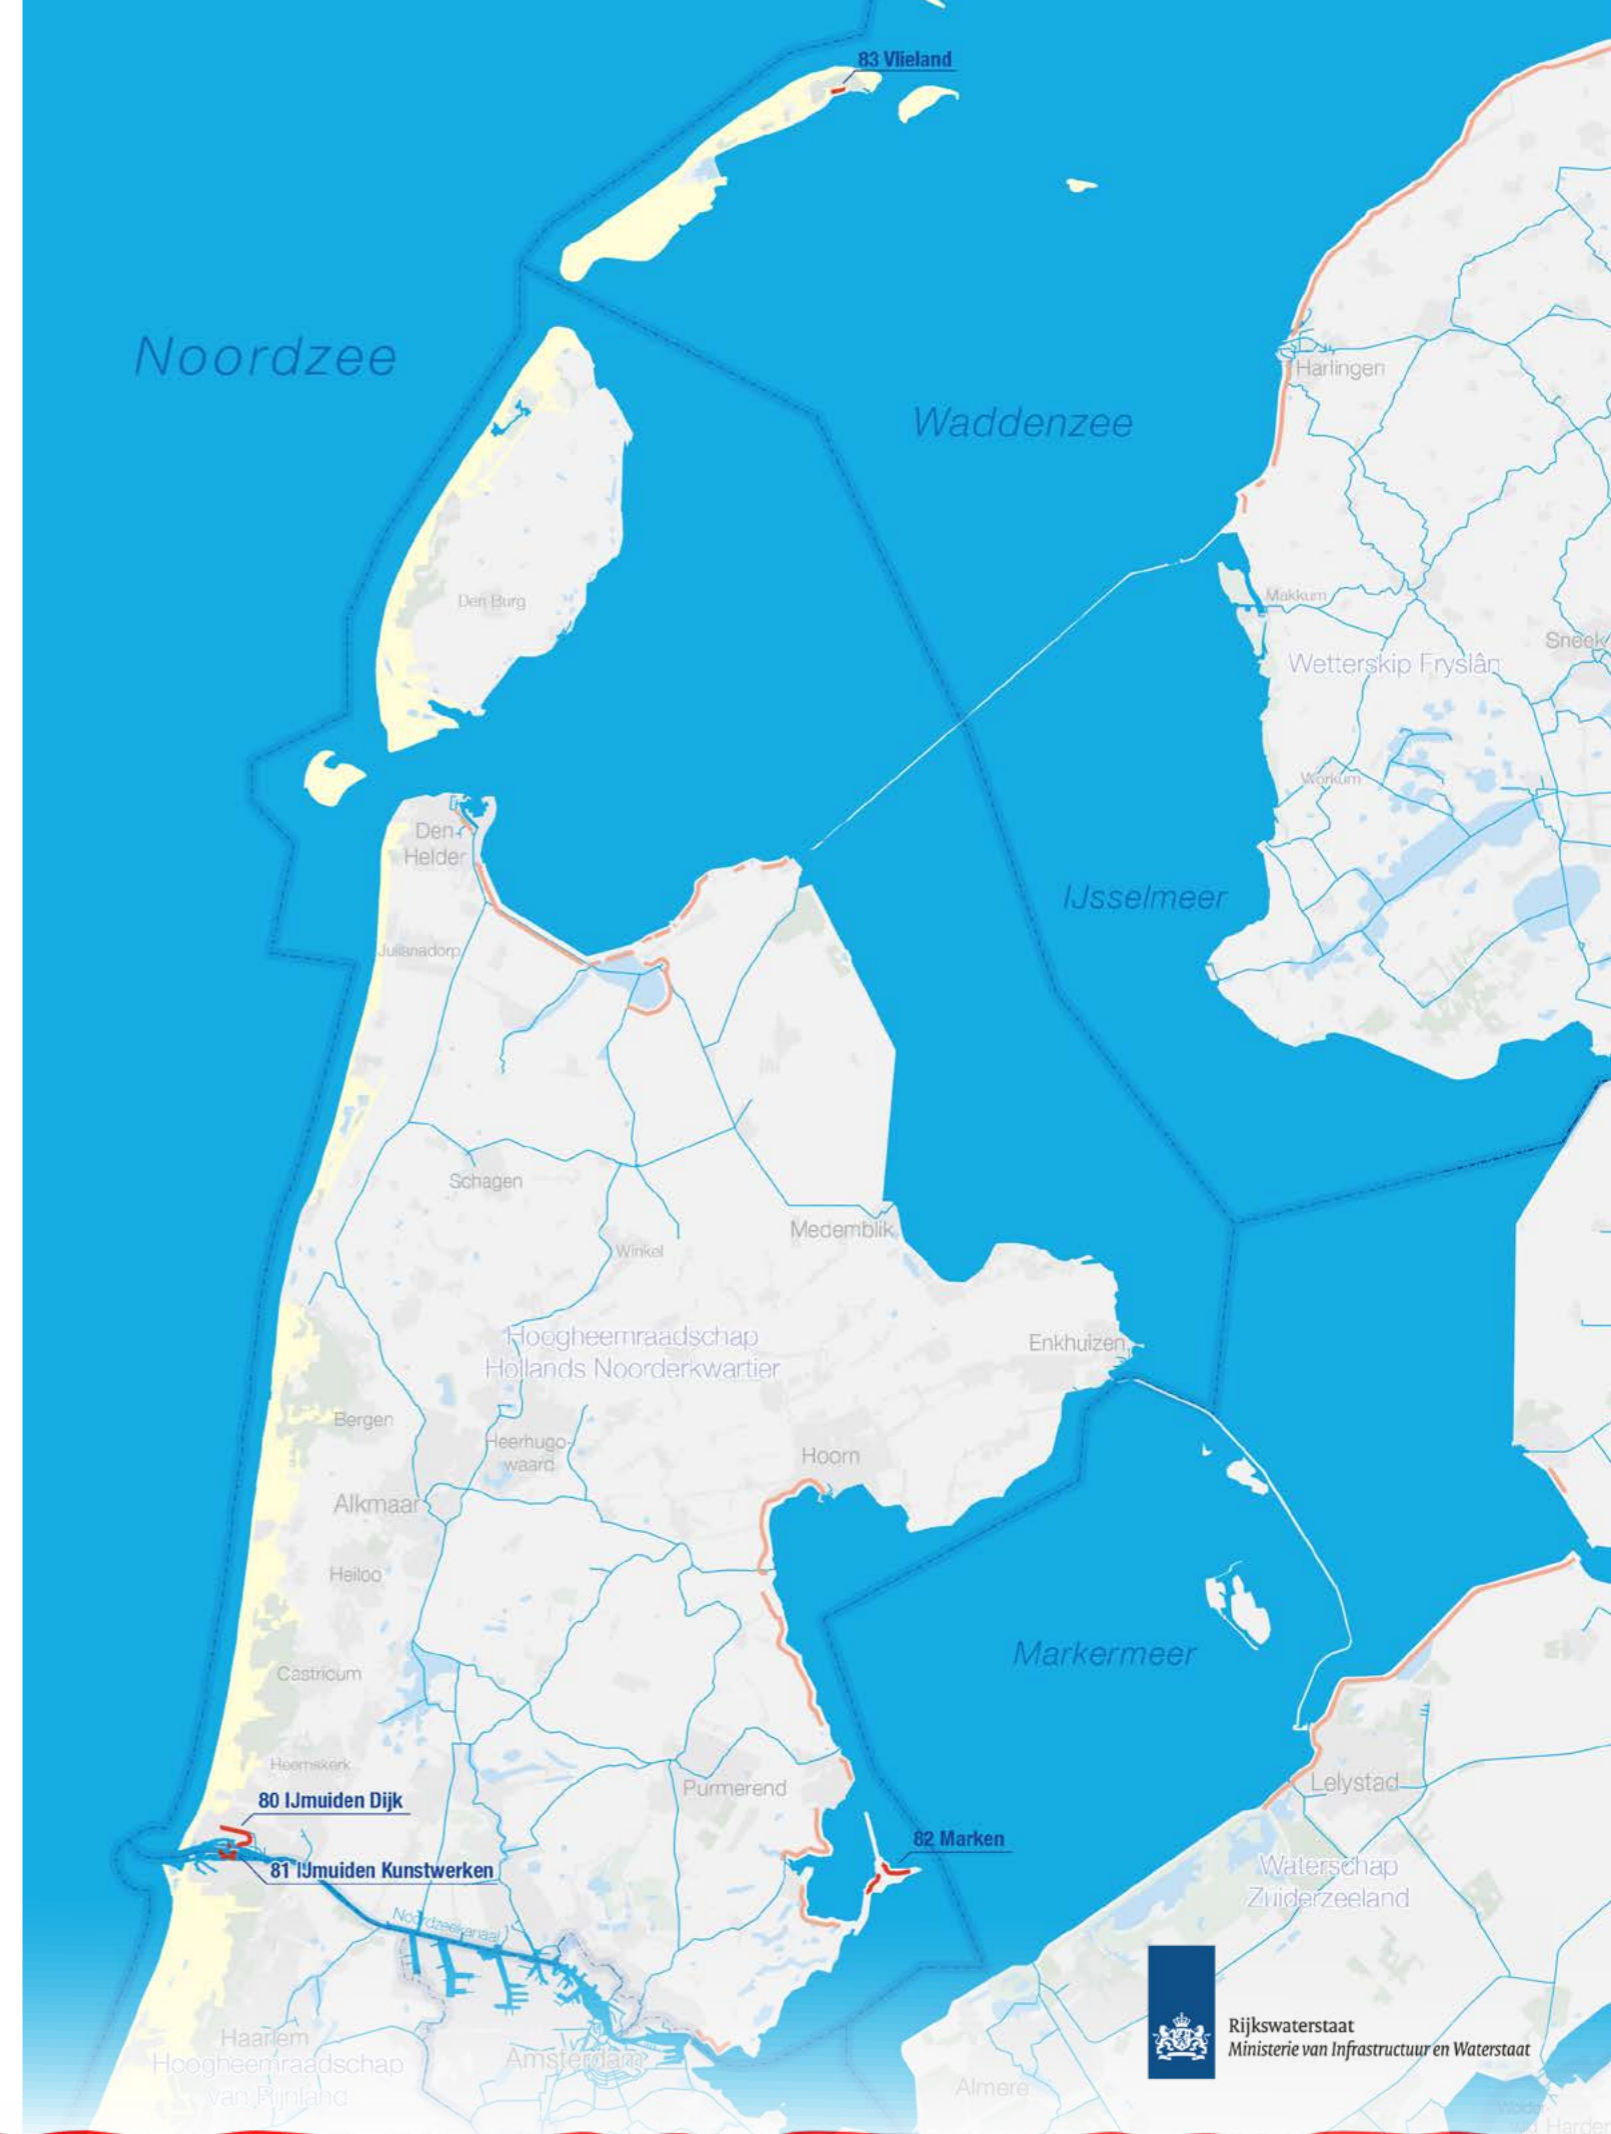 83 Vlieland
Noordzee
Harlingen
Waddenzee
Den Burg
Makkum
Sneek
Wetterskip Fryslân
Workum
Den
Helder
IJsselmeer
Julianadorp
Schagen
Medemblik
Winkel
Hoogheemraadschap
Hollands Noorderkwartier
Enkhuizen
Bergen
Heerhugo-
waard
Hoorn
Alkmaar
Heiloo
Markermeer
Castricum
Heemskerk
Purmerend
Lelystad
80 IJmuiden Dijk
82 Marken
81 IJmuiden Kunstwerken
Waterschap
Zuiderzeeland
Noordzeekanaal
Rijkswaterstaat
Ministerie van Infrastructuur en Waterstaat
Haarlem
Hoogheemraadschap
van Rijnland
Amsterdam
Almere
Harder